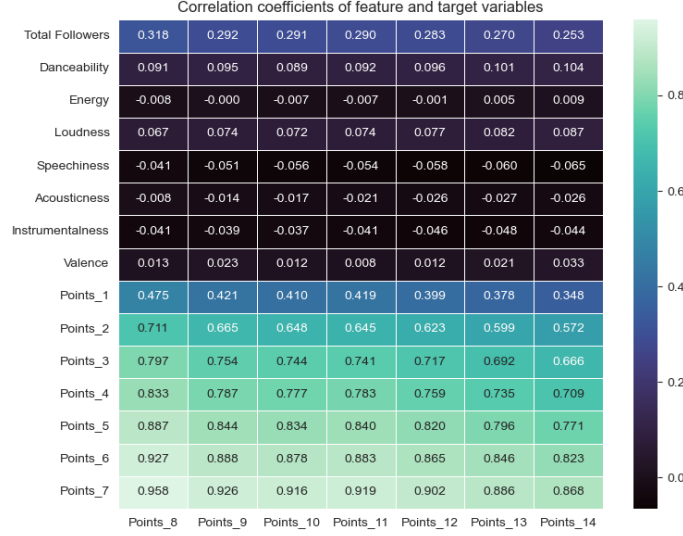 Correlation coefficients of feature and target variables
Total Followers 0.318 0.292 0.291 0.290 0.283 0.270 0.253
Danceability 0.091 0.095 0.089 0.092 0.096 0.101 0.104
Energy -0.008 -0.000 -0.007 -0.007 -0.001 0.005 0.009
Loudness 0.067 0.074 0.072 0.074 0.077 0.082 0.087
Speechiness -0.041 -0.051 -0.056 -0.054 -0.058 -0.060 -0.065
Acousticness -0.008 -0.014 -0.017 -0.021 -0.026 -0.027 -0.026
Instrumentalness -0.041 -0.039 -0.037 -0.041 -0.046 -0.048 -0.044
Valence 0.013 0.023 0.012 0.008 0.012 0.021 0.033
Points_1 0.475 0.421 0.410 0.419 0.399 0.378 0.348
Points_2 0.711 0.665 0.648 0.645 0.623 0.599 0.572
Points_3 0.797 0.754 0.744 0.741 0.717 0.692 0.666
Points_4 0.833 0.787 0.777 0.783 0.759 0.735 0.709
Points_5 0.887 0.844 0.834 0.840 0.820 0.796 0.771
Points_6 0.927 0.888 0.878 0.883 0.865 0.846 0.823
Points_7 0.958 0.926 0.916 0.919 0.902 0.886 0.868
Points_8 Points_9 Points_10 Points_11 Points_12 Points_13 Points_14
0.8
0.6
0.4
0.2
0.0